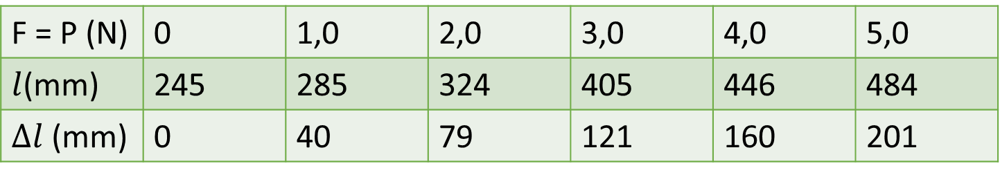 F = P (N) 0 1,0 2,0 3,0 4,0 5,0
l(mm) 245 285 324 405 446 484
Δl (mm) 0 40 79 121 160 201